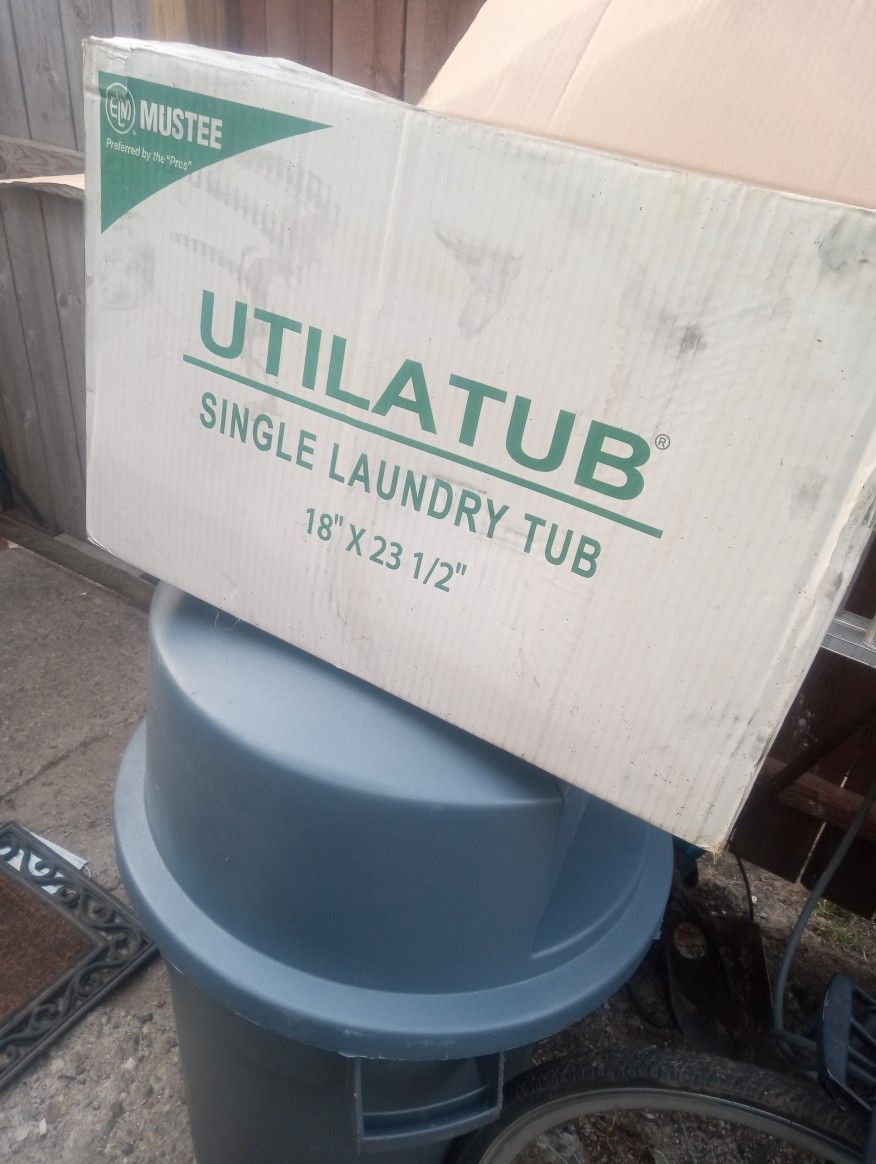 ELM MUSTEE
Preferred by the "Pros"
UTILATUB®
SINGLE LAUNDRY TUB
18" X 23 1/2"